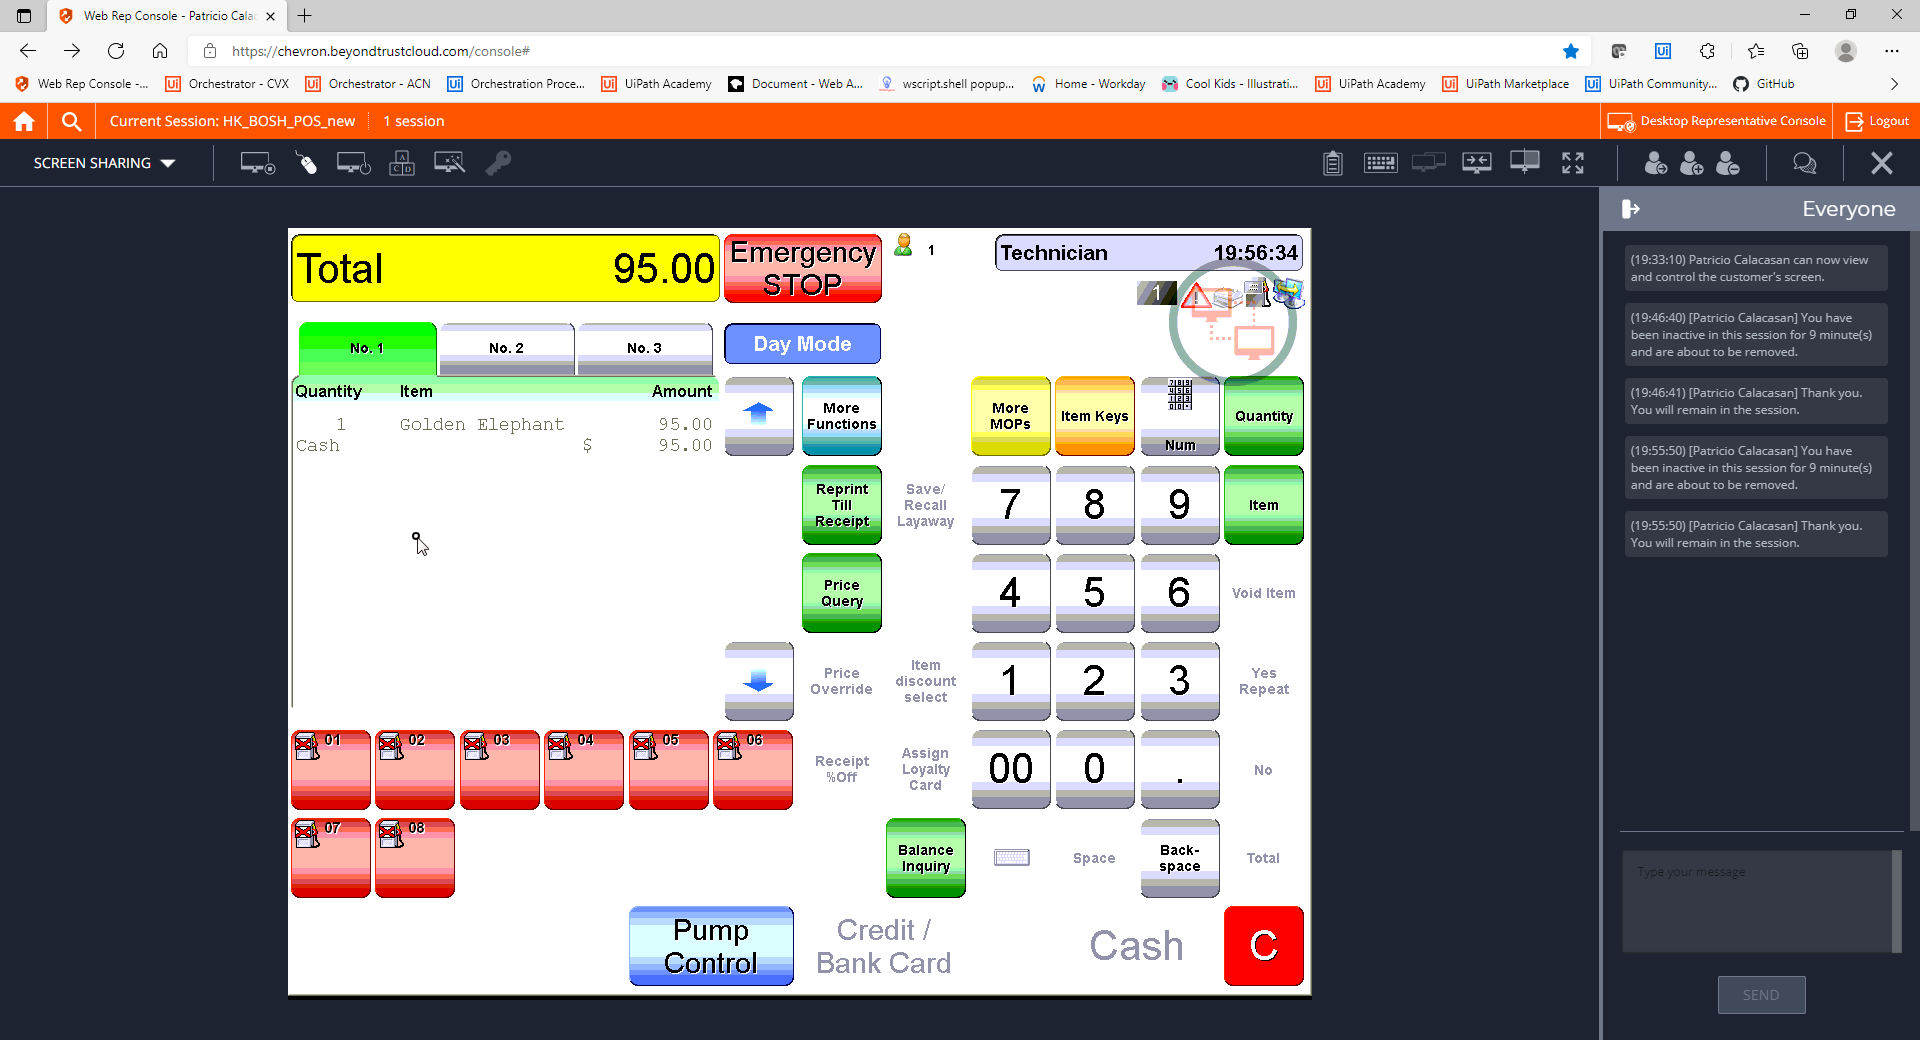 Web Rep Console - Patricio Cala
https://chevron.beyondtrustcloud.com/console#
Web Rep Console -... Orchestrator - CVX Orchestrator - ACN Orchestration Proce... UiPath Academy Document - Web A... wscript.shell popup... Home - Workday Cool Kids - Illustrati... UiPath Academy UiPath Marketplace UiPath Community... GitHub
Current Session: HK_BOSH_POS_new 1 session Desktop Representative Console Logout
SCREEN SHARING
Everyone
(19:33:10) Patricio Calacasan can now view
and control the customer's screen.
(19:46:40) [Patricio Calacasan] You have
been inactive in this session for 9 minute(s)
and are about to be removed.
(19:46:41) [Patricio Calacasan] Thank you.
You will remain in the session.
(19:55:50) [Patricio Calacasan] You have
been inactive in this session for 9 minute(s)
and are about to be removed.
(19:55:50) [Patricio Calacasan] Thank you.
You will remain in the session.
Type your message
SEND
Total 95.00
Emergency
STOP
1
Technician 19:56:34
1
No. 1 No. 2 No. 3
Day Mode
Quantity Item Amount
1 Golden Elephant 95.00
Cash $ 95.00
More
Functions
More
MOPs
Item Keys
Num
Quantity
Reprint
Till
Receipt
Save/
Recall
Layaway
7 8 9
Item
Price
Query
4 5 6
Void Item
Price
Override
Item
discount
select
1 2 3
Yes
Repeat
01 02 03 04 05 06
Receipt
%Off
Assign
Loyalty
Card
00 0 .
No
07 08
Balance
Inquiry
Space
Back-
space
Total
Pump
Control
Credit /
Bank Card
Cash
C